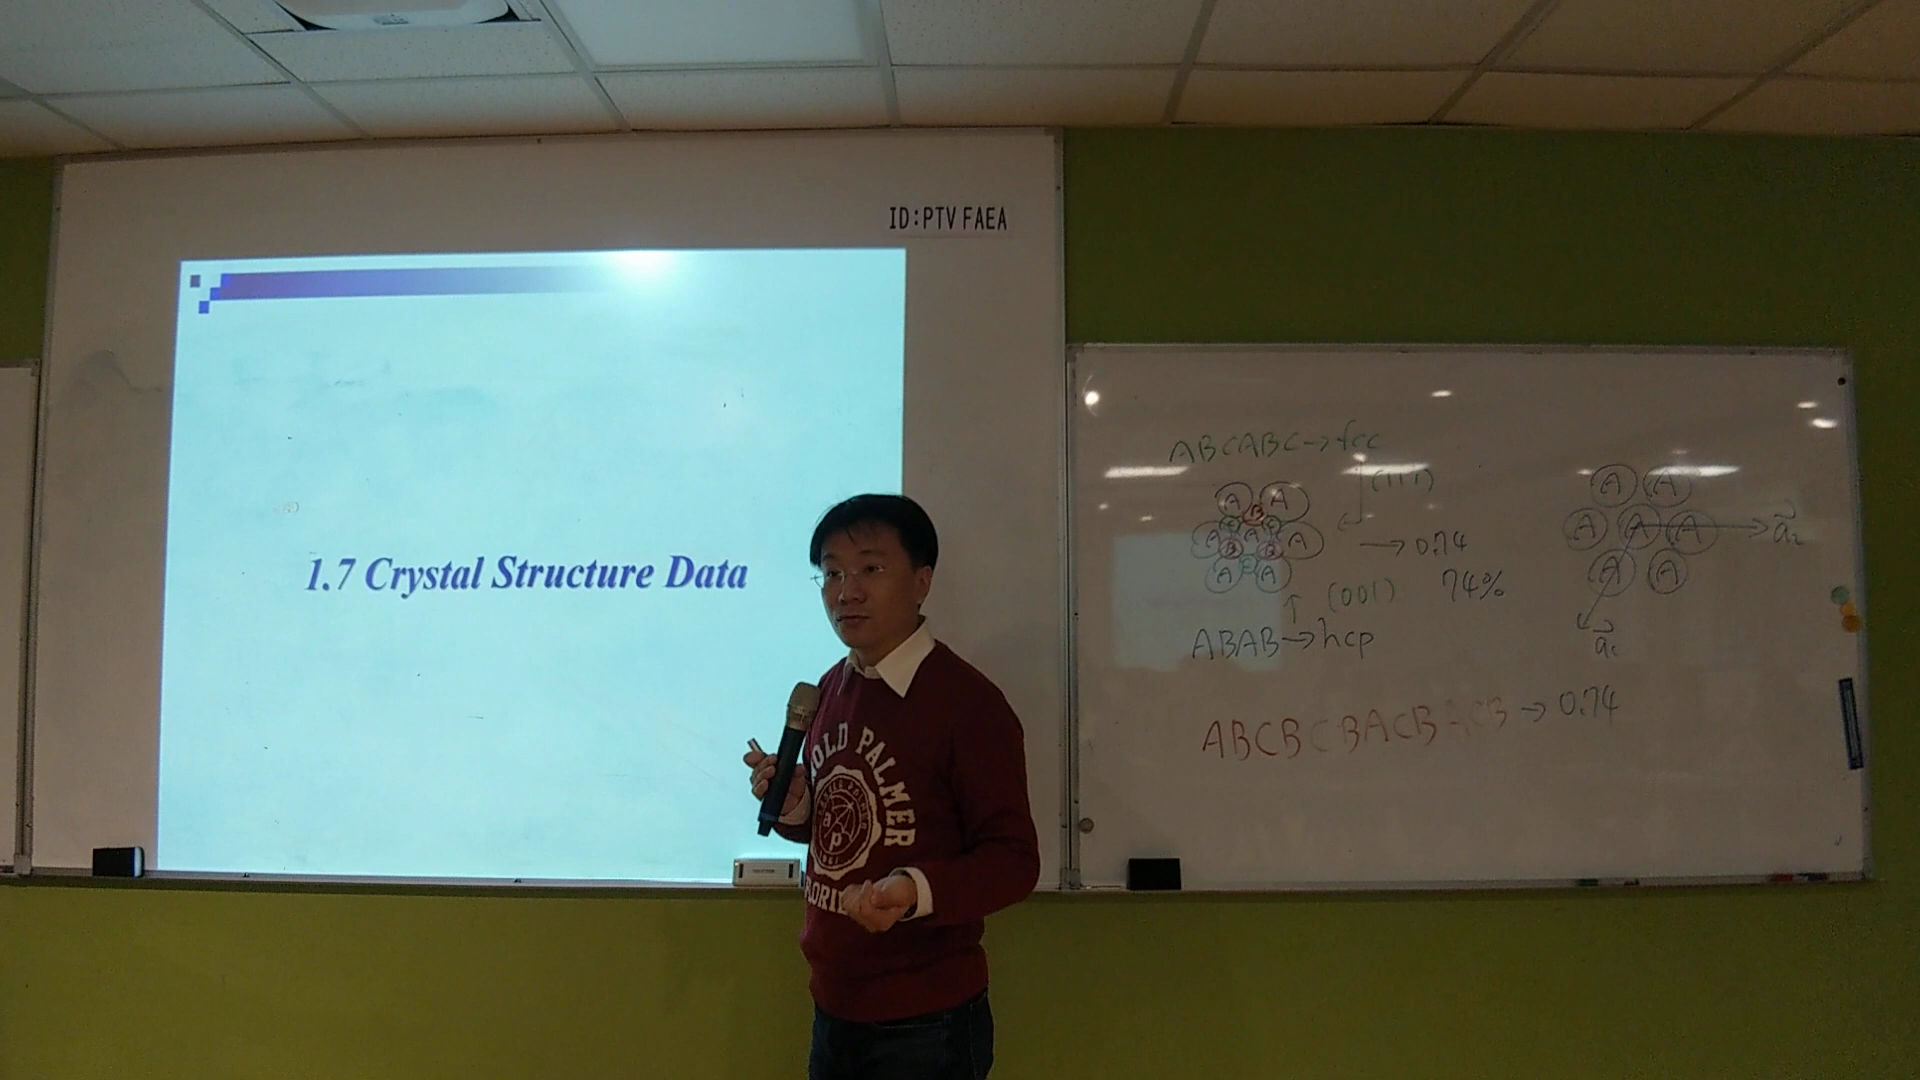 ID:PTV FAEA
1.7 Crystal Structure Data
ABCABC→fcc
(111)
A A
B
A A A
B B
A A
→0.74
74%
↑ (001)
ABAB→hcp
ABCBCBACBACB→0.74
A A
A A A
A A
a₂
a₁
OLD PALMER
a
p